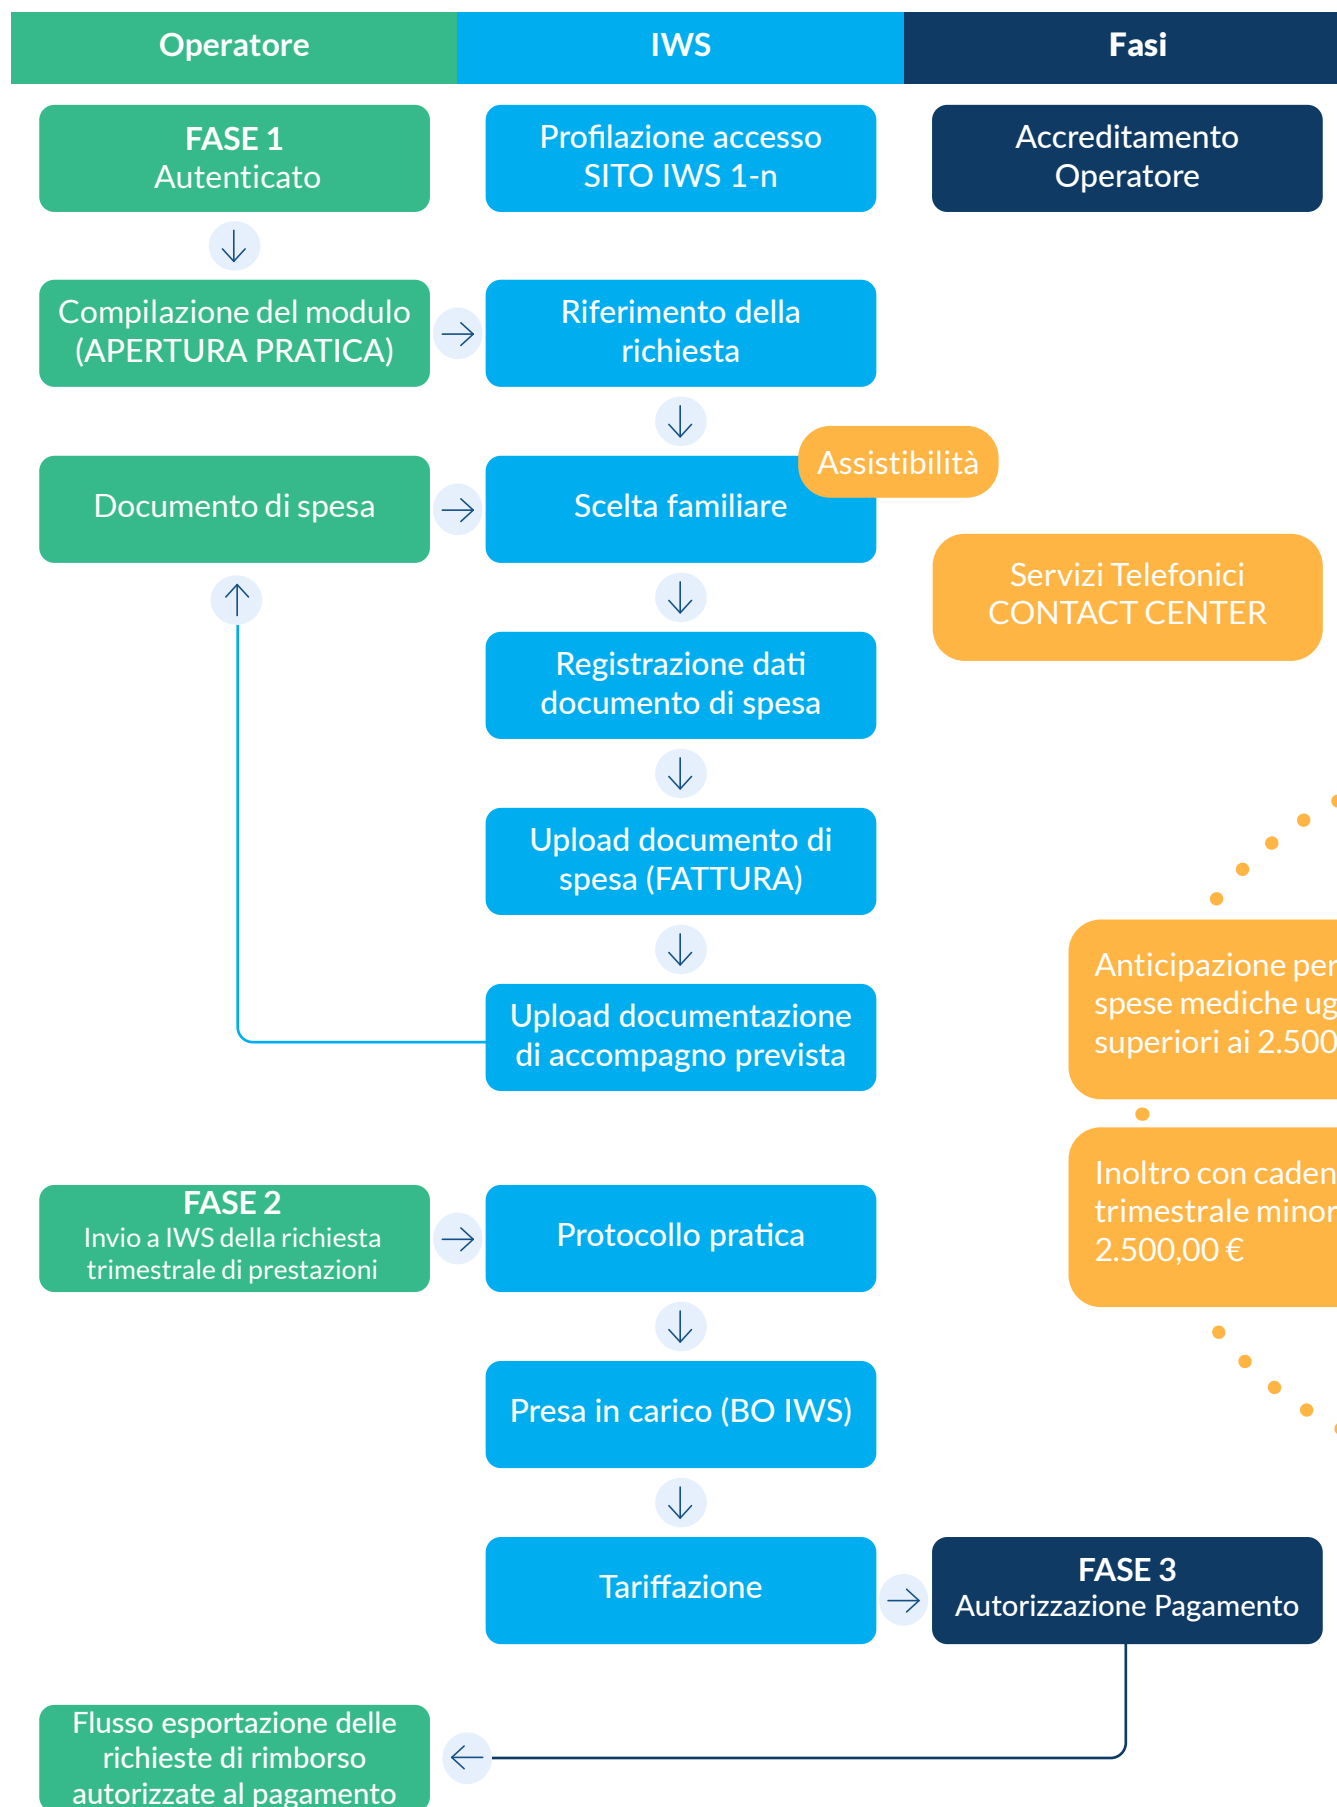 Operatore
IWS
Fasi
FASE 1
Autenticato
Profilazione accesso
SITO IWS 1-n
Accreditamento
Operatore
Compilazione del modulo
(APERTURA PRATICA)
Riferimento della
richiesta
Assistibilità
Documento di spesa
Scelta familiare
Servizi Telefonici
CONTACT CENTER
Registrazione dati
documento di spesa
Upload documento di
spesa (FATTURA)
Anticipazione per
spese mediche ug
superiori ai 2.500
Upload documentazione
di accompagno prevista
Inoltro con caden
trimestrale minor
2.500,00 €
FASE 2
Invio a IWS della richiesta
trimestrale di prestazioni
Protocollo pratica
Presa in carico (BO IWS)
Tariffazione
FASE 3
Autorizzazione Pagamento
Flusso esportazione delle
richieste di rimborso
autorizzate al pagamento